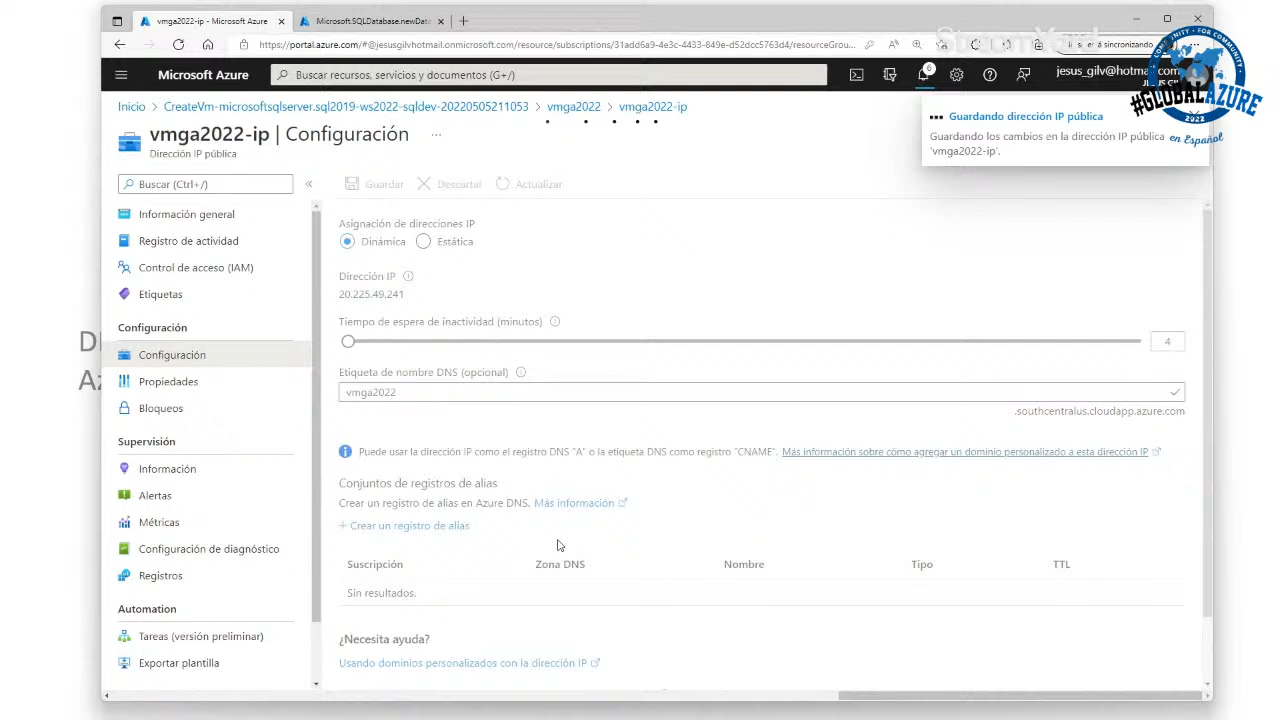 vmga2022-ip - Microsoft Azure
Microsoft.SQLDatabase.newData
https://portal.azure.com/#@jesusgilvhotmail.onmicrosoft.com/resource/subscriptions/31add6a9-4e3c-4433-849e-d52dcc5763d4/resourceGrou...
StreamYard
sincronizando
Microsoft Azure
Buscar recursos, servicios y documentos (G+/)
6
jesus_gilv@hotmail.com
FOR COMMUNITY
#GLOBALAZURE
2022
en Español
Inicio > CreateVm-microsoftsqlserver.sql2019-ws2022-sqldev-20220505211053 > vmga2022 > vmga2022-ip
vmga2022-ip | Configuración ...
Dirección IP pública
Guardando dirección IP pública
Guardando los cambios en la dirección IP pública
'vmga2022-ip'.
Buscar (Ctrl+/)
«
Guardar
Descartar
Actualizar
Información general
Registro de actividad
Control de acceso (IAM)
Etiquetas
Configuración
Configuración
Propiedades
Bloqueos
Supervisión
Información
Alertas
Métricas
Configuración de diagnóstico
Registros
Automation
Tareas (versión preliminar)
Exportar plantilla
Asignación de direcciones IP
Dinámica
Estática
Dirección IP
20.225.49.241
Tiempo de espera de inactividad (minutos)
4
Etiqueta de nombre DNS (opcional)
vmga2022
.southcentralus.cloudapp.azure.com
Puede usar la dirección IP como el registro DNS "A" o la etiqueta DNS como registro "CNAME". Más información sobre cómo agregar un dominio personalizado a esta dirección IP
Conjuntos de registros de alias
Crear un registro de alias en Azure DNS. Más información
+ Crear un registro de alias
Suscripción Zona DNS Nombre Tipo TTL
Sin resultados.
¿Necesita ayuda?
Usando dominios personalizados con la dirección IP